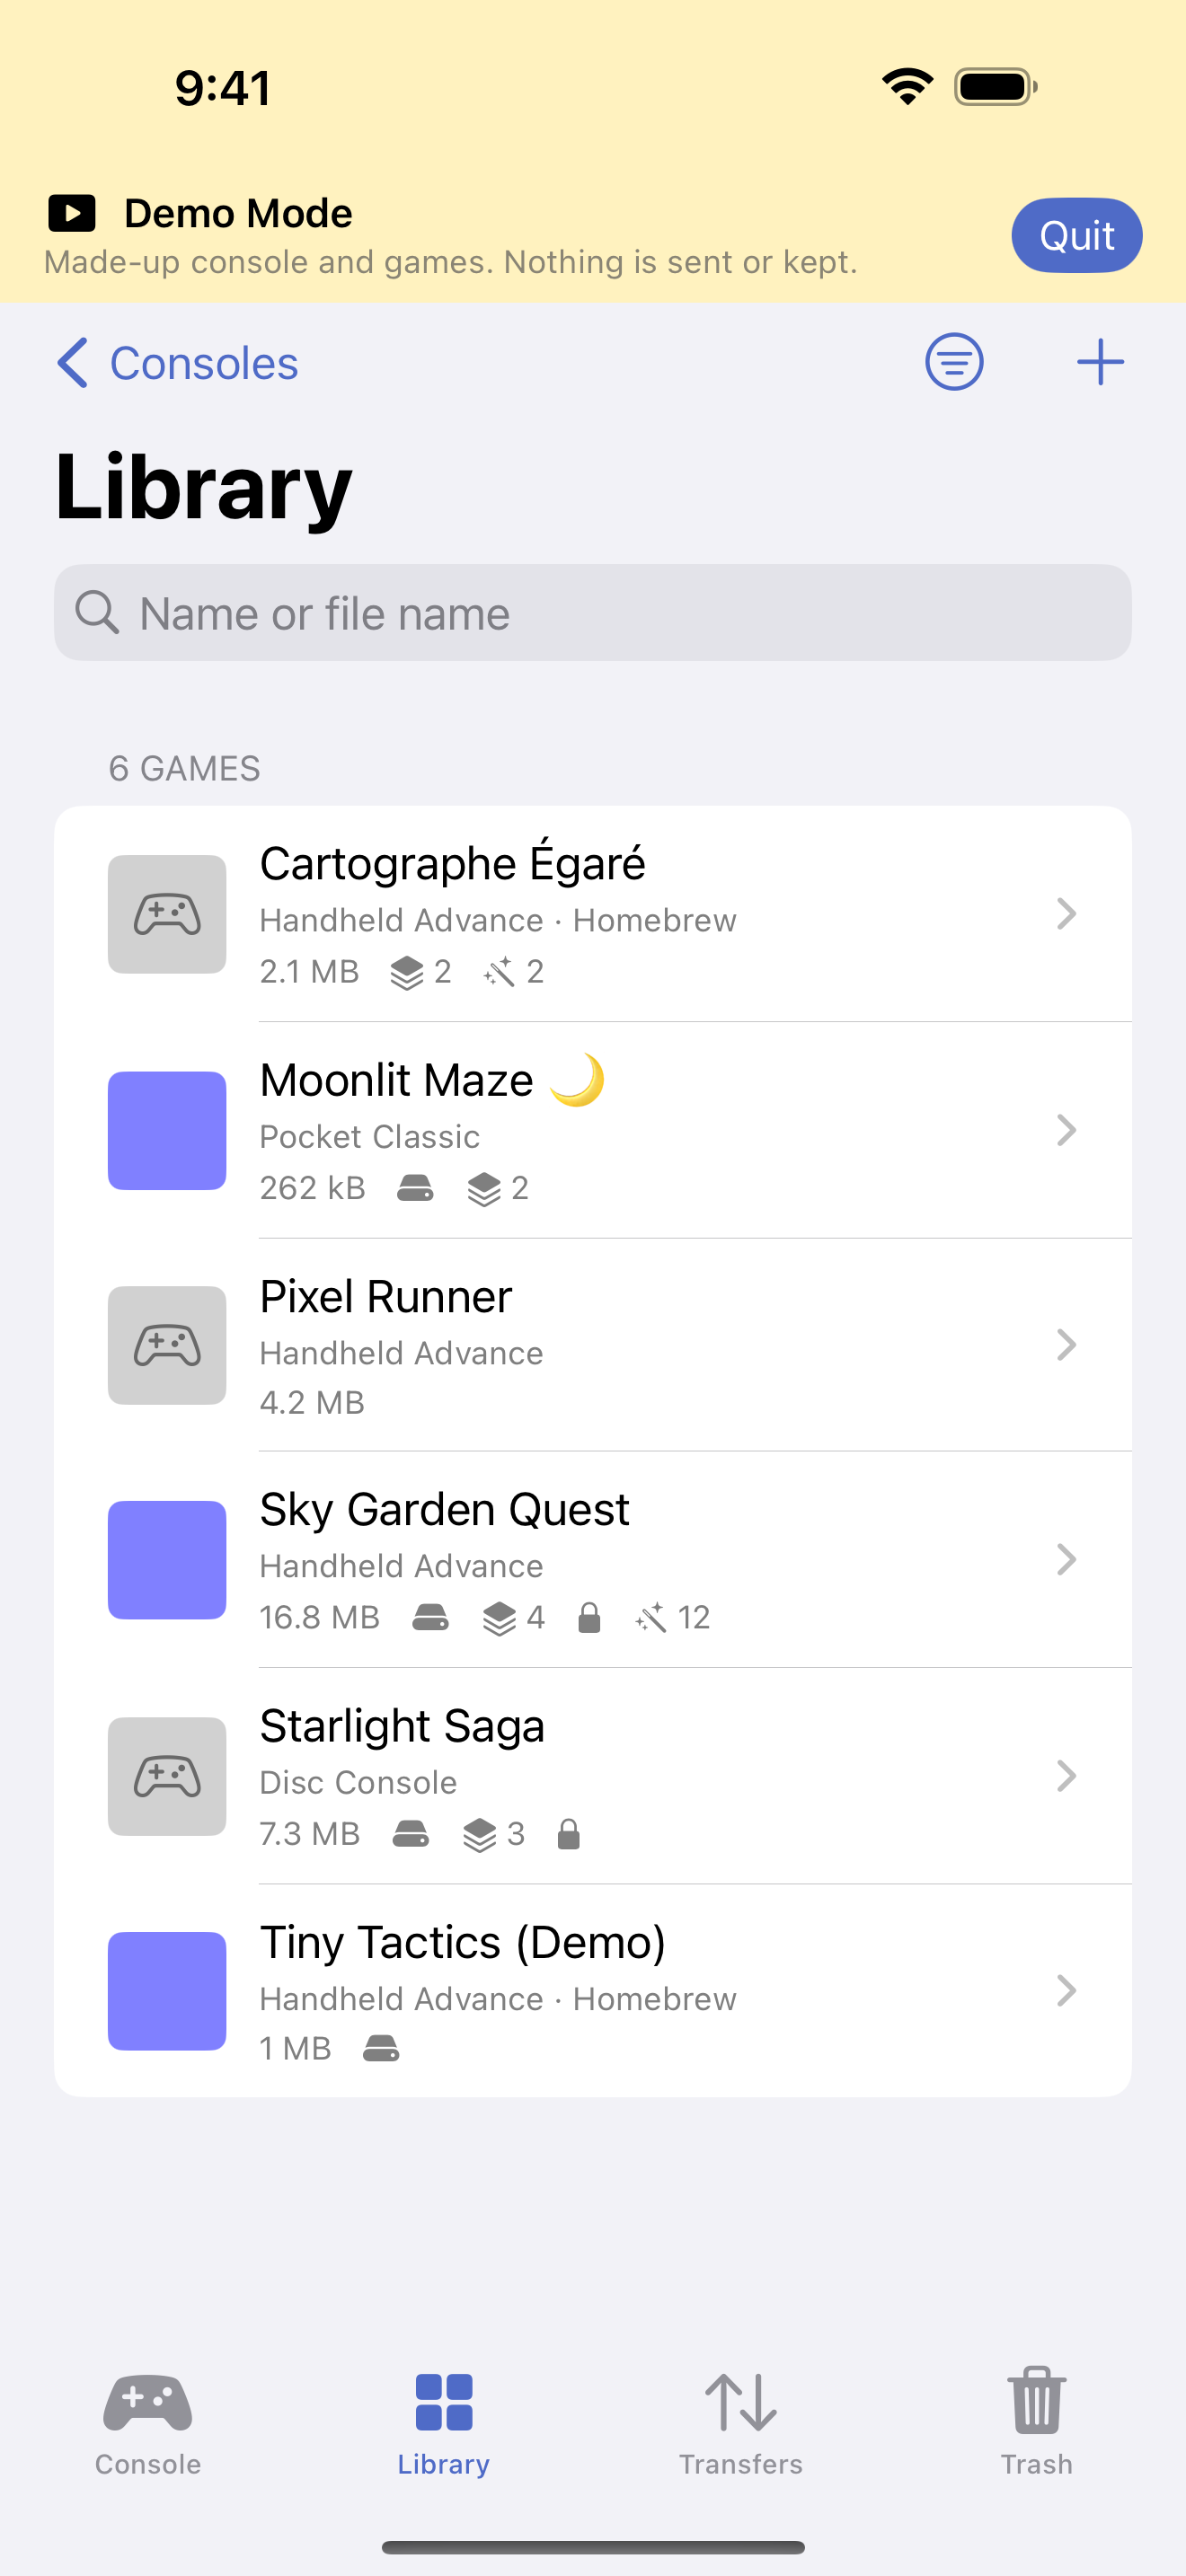 9:41
Demo Mode
Made-up console and games. Nothing is sent or kept.
Quit
Consoles
Library
Name or file name
6 GAMES
Cartographe Égaré
Handheld Advance · Homebrew
2.1 MB 2 2
Moonlit Maze 🌙
Pocket Classic
262 kB 2
Pixel Runner
Handheld Advance
4.2 MB
Sky Garden Quest
Handheld Advance
16.8 MB 4 12
Starlight Saga
Disc Console
7.3 MB 3
Tiny Tactics (Demo)
Handheld Advance · Homebrew
1 MB
Console
Library
Transfers
Trash